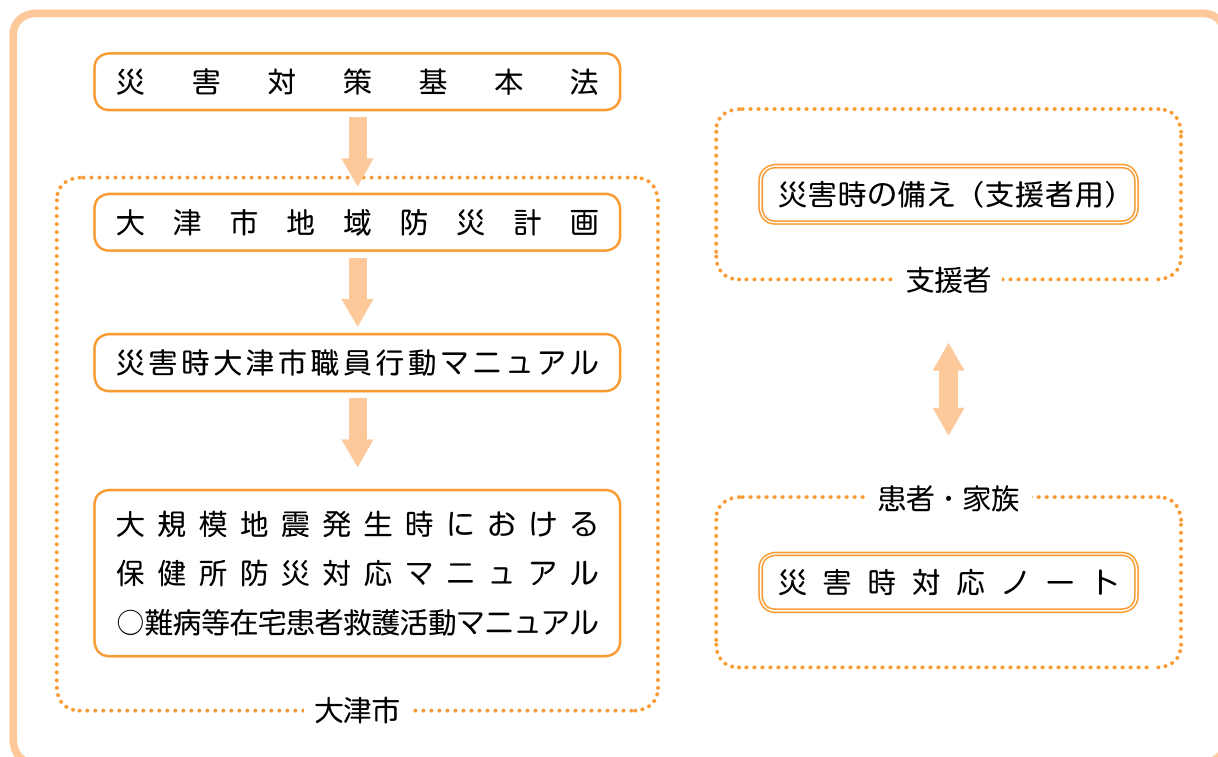 災害対策基本法
大津市地域防災計画
災害時大津市職員行動マニュアル
大規模地震発生時における
保健所防災対応マニュアル
○難病等在宅患者救護活動マニュアル
大津市
災害時の備え（支援者用）
支援者
患者・家族
災害時対応ノート